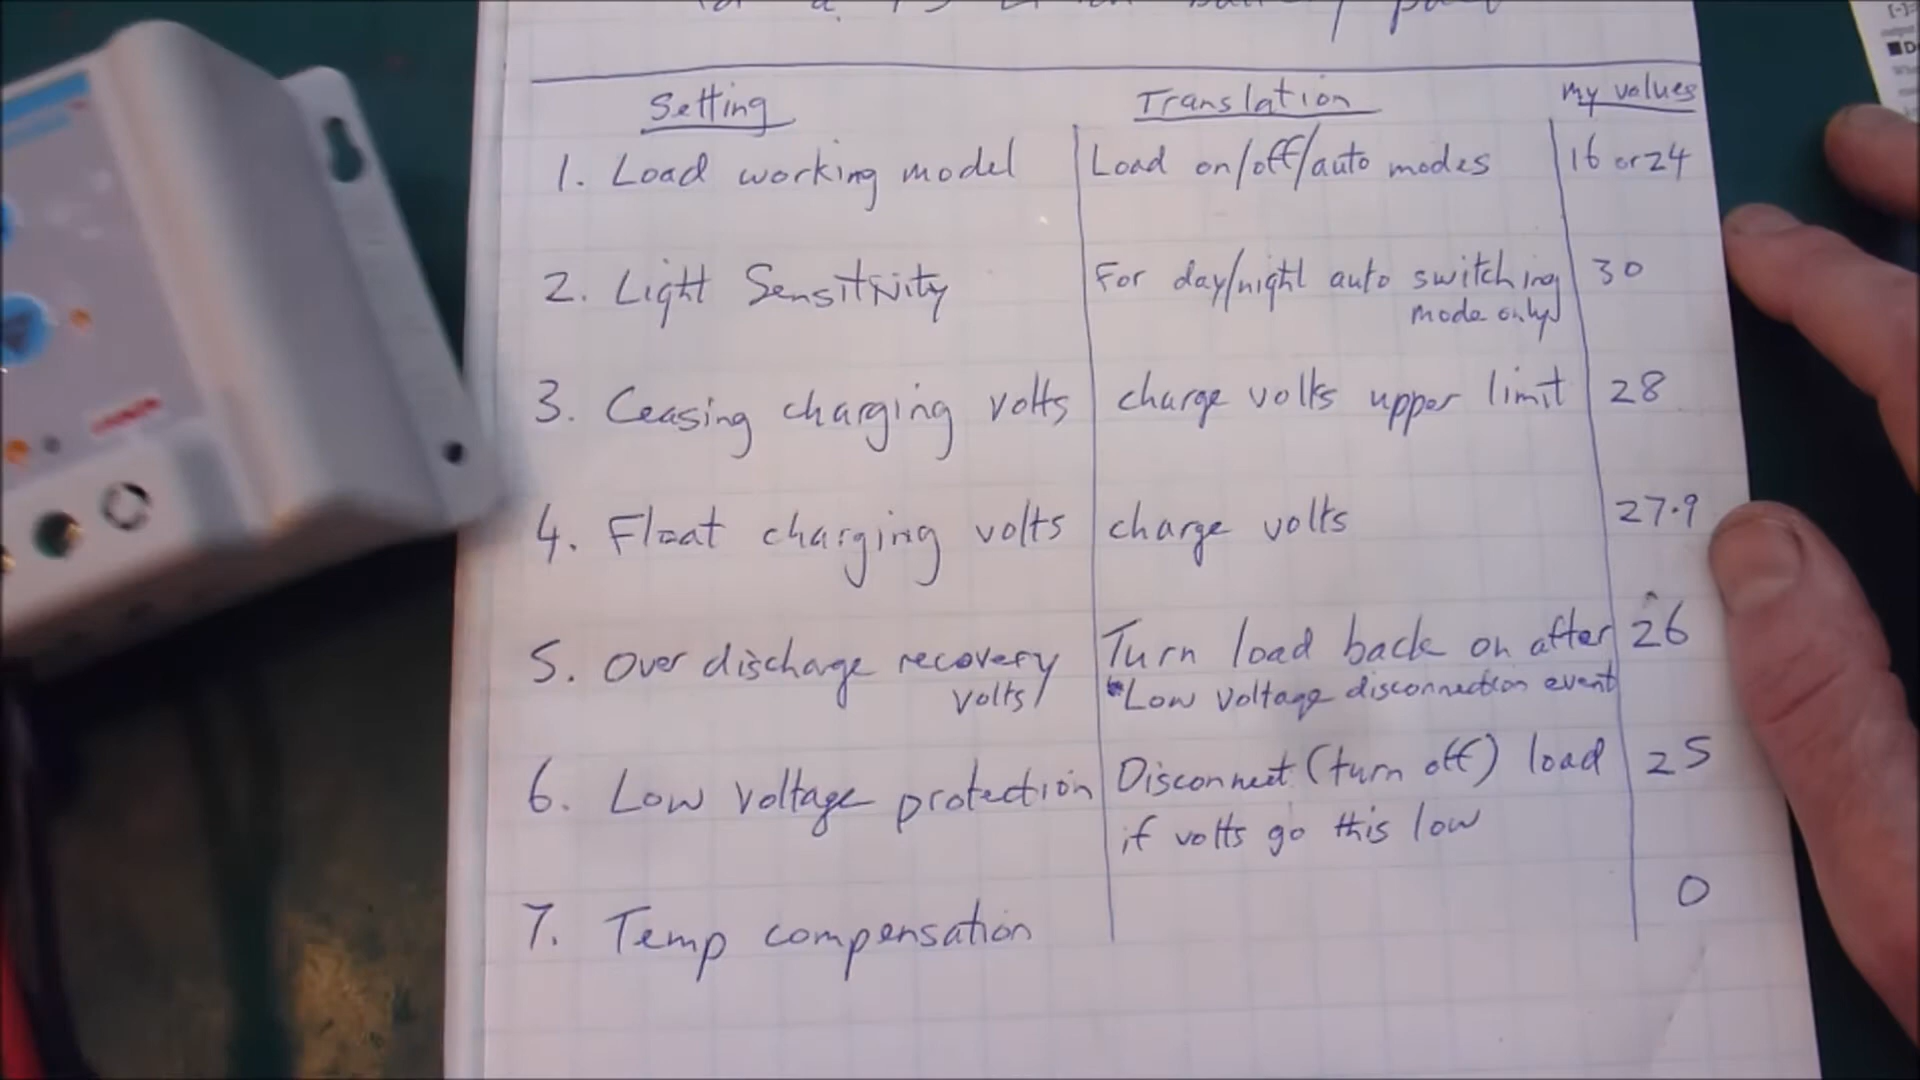 Setting Translation my values
1. Load working model Load on/off/auto modes 16 or 24
2. Light Sensitivity For day/night auto switching 30
mode only
3. Ceasing charging volts charge volts upper limit 28
4. Float charging volts charge volts 27.9
5. Over discharge recovery Turn load back on after 26
volts Low voltage disconnection event
6. Low voltage protection Disconnect (turn off) load 25
if volts go this low
7. Temp compensation 0